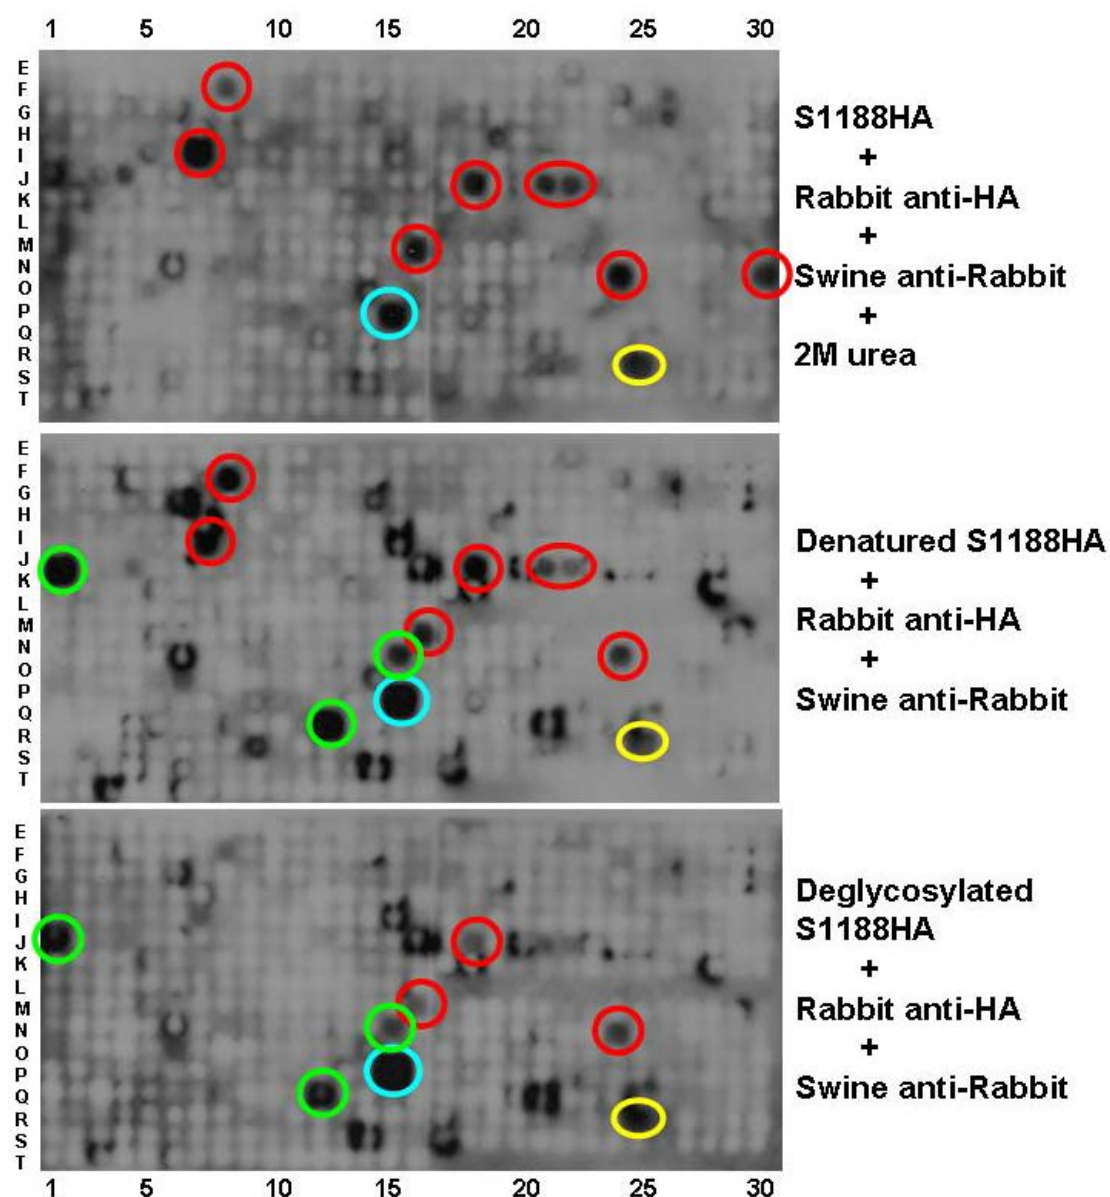 1 5 10 15 20 25 30
E
F
G
H
I
J
K
L
M
N
O
P
Q
R
S
T
S1188HA
+
Rabbit anti-HA
+
Swine anti-Rabbit
+
2M urea
E
F
G
H
I
J
K
L
M
N
O
P
Q
R
S
T
Denatured S1188HA
+
Rabbit anti-HA
+
Swine anti-Rabbit
E
F
G
H
I
J
K
L
M
N
O
P
Q
R
S
T
Deglycosylated
S1188HA
+
Rabbit anti-HA
+
Swine anti-Rabbit
1 5 10 15 20 25 30